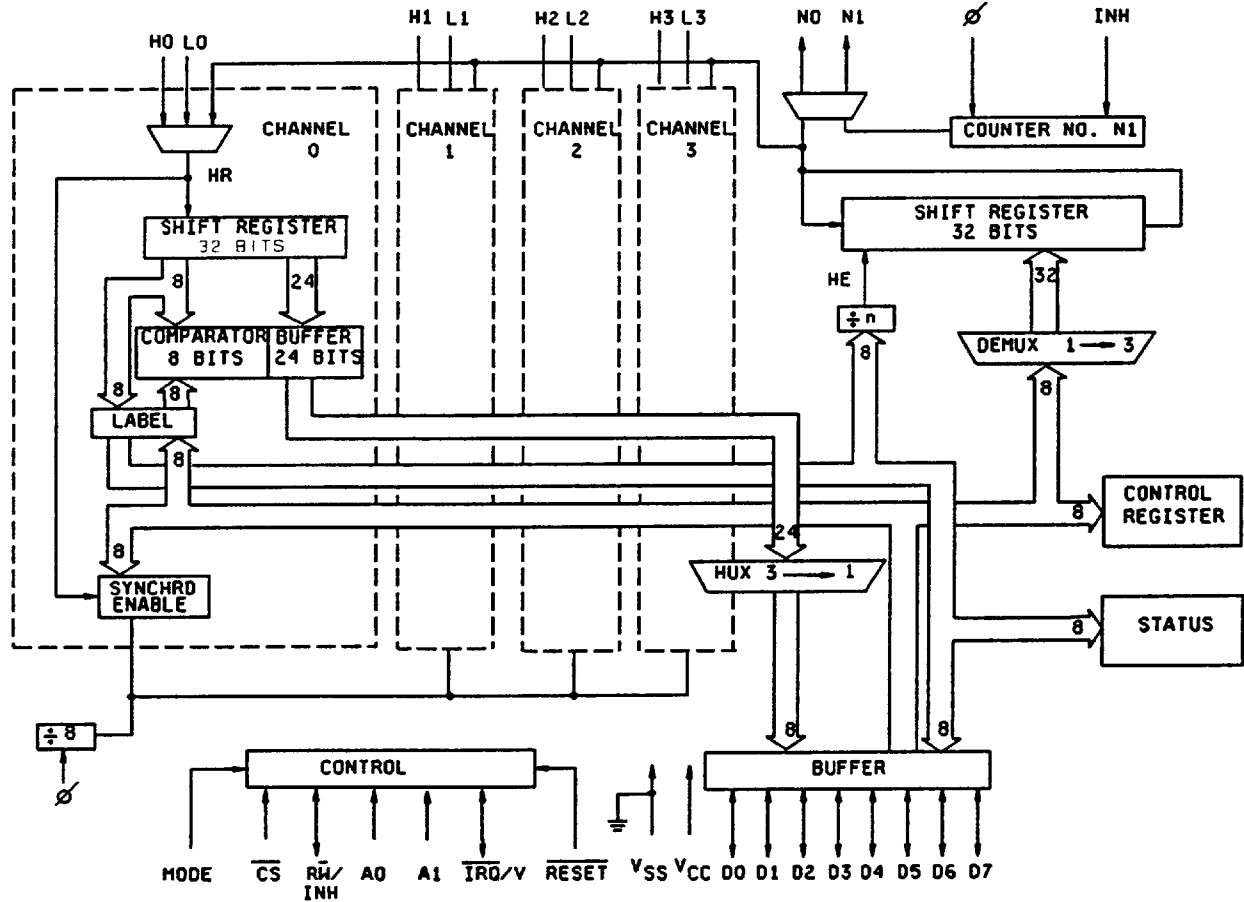 H0 L0
H1 L1
H2 L2
H3 L3
N0 N1
ϕ
INH
CHANNEL
0
CHANNEL
1
CHANNEL
2
CHANNEL
3
COUNTER NO. N1
HR
SHIFT REGISTER
32 BITS
SHIFT REGISTER
32 BITS
8
24
HE
32
÷ n
COMPARATOR
8 BITS
BUFFER
24 BITS
DEMUX 1 3
8
8
8
8
LABEL
8
CONTROL
REGISTER
8
24
8
SYNCHRD
ENABLE
HUX 3 1
STATUS
8
÷ 8
8
8
ϕ
CONTROL
BUFFER
MODE
C̅S̅
RW̅/
INH
A0
A1
I̅R̅Q̅/V
R̅E̅S̅E̅T̅
VSS
VCC
D0 D1 D2 D3 D4 D5 D6 D7